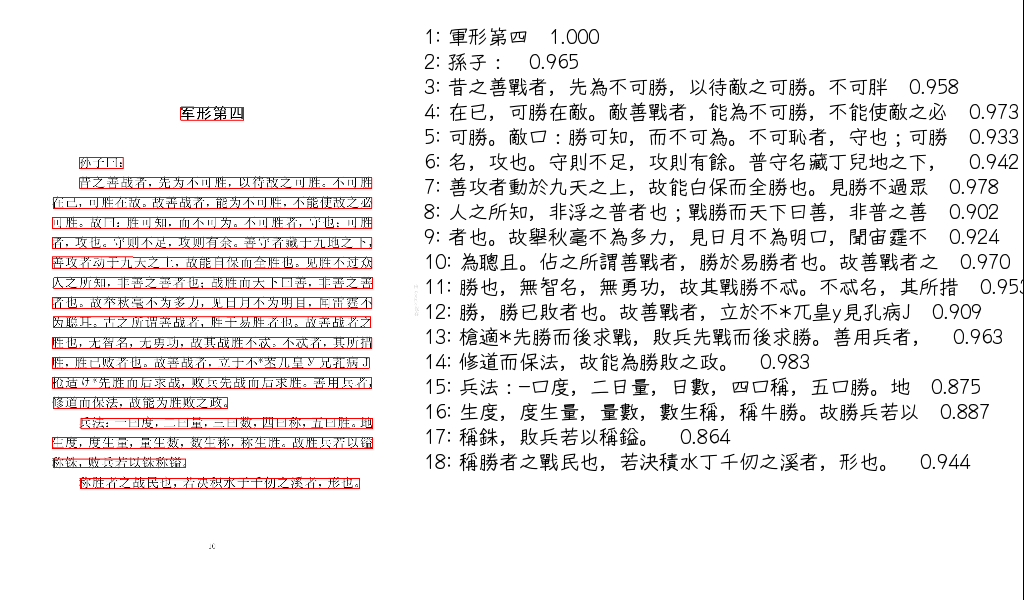 军形第四
孙子曰:
昔之善战者，先为不可胜，以待敌之可胜。不可胜
在己，可胜在敌。故善战者，能为不可胜，不能使敌之必
可胜。故曰：胜可知，而不可为。不可胜者，守也；可胜
者，攻也。守则不足，攻则有余。善守者藏于九地之下，
善攻者动于九天之上，故能自保而全胜也。见胜不过众
人之所知，非善之善者也；战胜而天下曰善，非善之善
者也。故举秋毫不为多力，见日月不为明目，闻雷霆不
为聪耳。古之所谓善战者，胜于易胜者也。故善战者之
胜也，无智名，无勇功，故其战胜不忒。不忒者，其所措
胜，胜已败者也。故善战者，立于不*
先胜而后求战，败兵先战而后求胜。善用兵者，
修道而保法，故能为胜败之政。
兵法：一曰度，二曰量，三曰数，四曰称，五曰胜。地
生度，度生量，量生数，数生称，称生胜。故胜兵若以镒
称铢，败兵若以铢称镒。
称胜者之战民也，若决积水于千仞之溪者，形也。
1: 軍形第四 1.000
2: 孫子： 0.965
3: 昔之善戰者，先為不可勝，以待敵之可勝。不可胖 0.958
4: 在已，可勝在敵。敵善戰者，能為不可勝，不能使敵之必 0.973
5: 可勝。敵口：勝可知，而不可為。不可恥者，守也；可勝 0.933
6: 名，攻也。守則不足，攻則有餘。普守名藏丁兒地之下， 0.942
7: 善攻者動於九天之上，故能白保而全勝也。見勝不過眾 0.978
8: 人之所知，非浮之普者也；戰勝而天下曰善，非普之善 0.902
9: 者也。故舉秋毫不為多力，見日月不為明口，聞宙霆不 0.924
10: 為聰且。佔之所謂善戰者，勝於易勝者也。故善戰者之 0.970
11: 勝也，無智名，無勇功，故其戰勝不忒。不忒名，其所措 0.953
12: 勝，勝已敗者也。故善戰者，立於不*兀皇y見孔病J 0.909
13: 槍適*先勝而後求戰，敗兵先戰而後求勝。善用兵者， 0.963
14: 修道而保法，故能為勝敗之政。 0.983
15: 兵法：—口度，二日量，日數，四口稱，五口勝。地 0.875
16: 生度，度生量，量數，數生稱，稱牛勝。故勝兵若以 0.887
17: 稱銖，敗兵若以稱鎰。 0.864
18: 稱勝者之戰民也，若決積水丁千仞之溪者，形也。 0.944